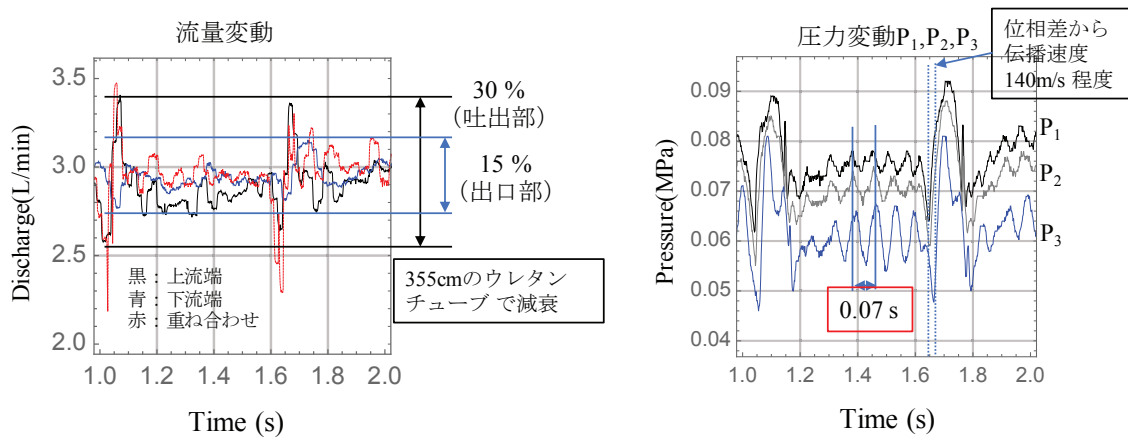 流量変動
3.5
3.0
2.5
2.0
Discharge(L/min)
1.0 1.2 1.4 1.6 1.8 2.0
Time (s)
黒：上流端
青：下流端
赤：重ね合わせ
30 %
（吐出部）
15 %
（出口部）
355cmのウレタン
チューブ で減衰
圧力変動P₁,P₂,P₃
位相差から
伝播速度
140m/s 程度
0.09
0.08
0.07
0.06
0.05
0.04
Pressure(MPa)
P₁
P₂
P₃
0.07 s
1.0 1.2 1.4 1.6 1.8 2.0
Time (s)